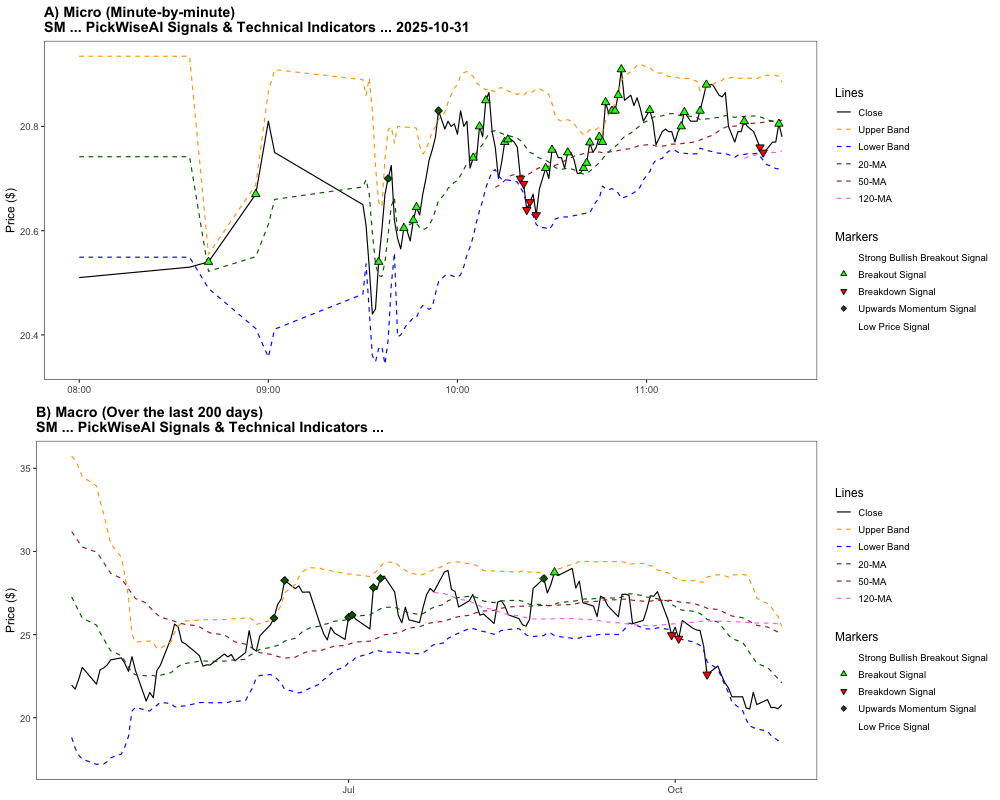 A) Micro (Minute-by-minute)
SM ... PickWiseAI Signals & Technical Indicators ... 2025-10-31
Price ($)
20.8
20.6
20.4
08:00
09:00
10:00
11:00
Lines
Close
Upper Band
Lower Band
20-MA
50-MA
120-MA
Markers
Strong Bullish Breakout Signal
Breakout Signal
Breakdown Signal
Upwards Momentum Signal
Low Price Signal
B) Macro (Over the last 200 days)
SM ... PickWiseAI Signals & Technical Indicators ...
Price ($)
35
30
25
20
Jul
Oct
Lines
Close
Upper Band
Lower Band
20-MA
50-MA
120-MA
Markers
Strong Bullish Breakout Signal
Breakout Signal
Breakdown Signal
Upwards Momentum Signal
Low Price Signal